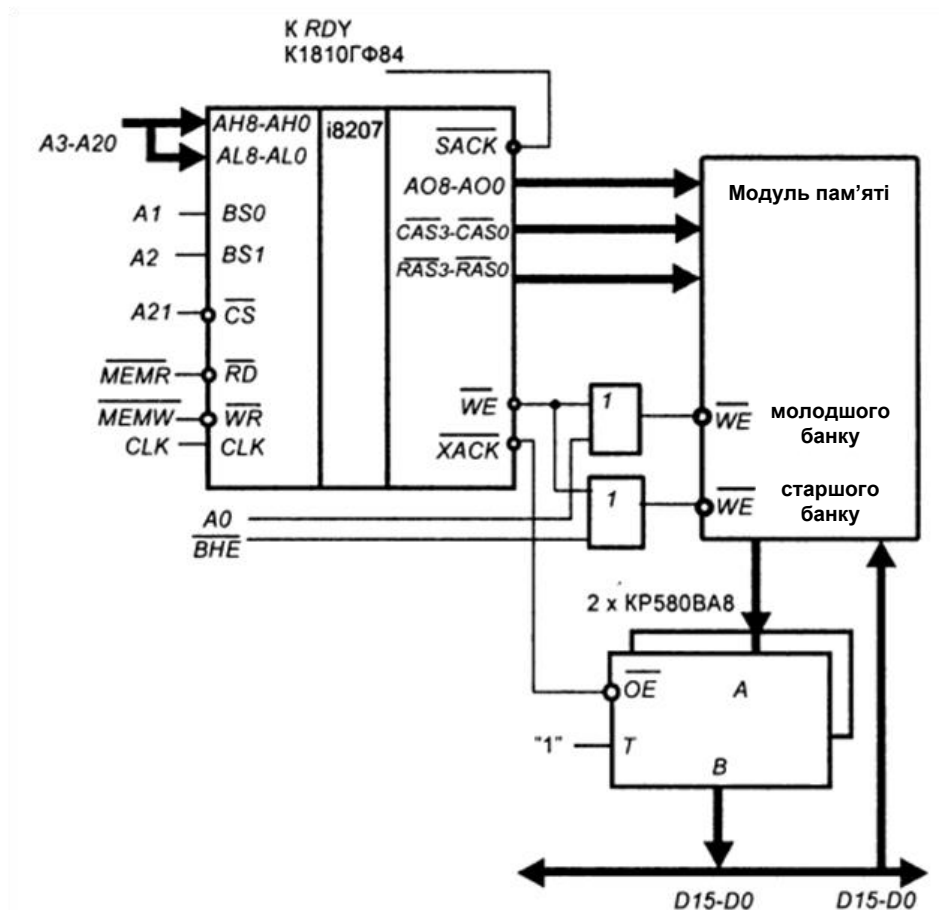 К RDY
К1810ГФ84
A3-A20
AH8-AH0
AL8-AL0
i8207
SACK
AO8-AO0
CAS3-CAS0
RAS3-RAS0
Модуль пам'яті
A1
BS0
A2
BS1
A21
CS
MEMR
RD
MEMW
WR
CLK
CLK
WE
XACK
1
WE
молодшого
банку
1
WE
старшого
банку
A0
BHE
2 x КР580ВА8
OE
A
"1"
T
B
D15-D0
D15-D0